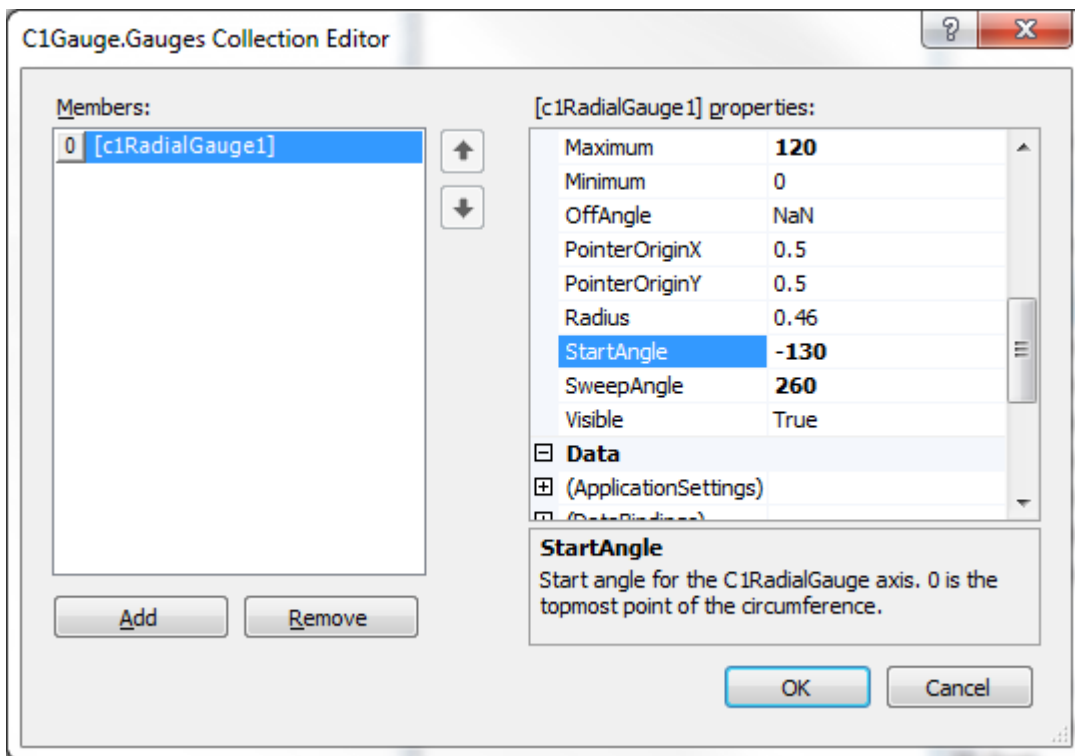 C1Gauge.Gauges Collection Editor
Members:
0 [c1RadialGauge1]
[c1RadialGauge1] properties:
Maximum 120
Minimum 0
OffAngle NaN
PointerOriginX 0.5
PointerOriginY 0.5
Radius 0.46
StartAngle -130
SweepAngle 260
Visible True
Data
(ApplicationSettings)
(DataBindings)
StartAngle
Start angle for the C1RadialGauge axis. 0 is the
topmost point of the circumference.
Add Remove
OK Cancel